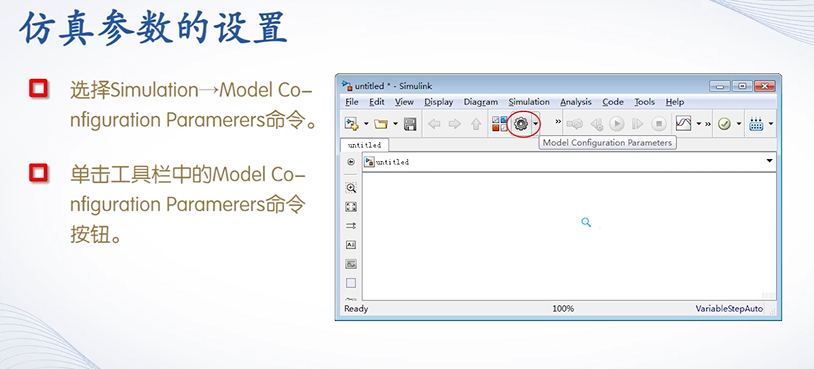 仿真参数的设置
选择Simulation→Model Co-
nfiguration Paramerers命令。
单击工具栏中的Model Co-
nfiguration Paramerers命令
按钮。
untitled * - Simulink
File Edit View Display Diagram Simulation Analysis Code Tools Help
untitled
Model Configuration Parameters
untitled
Ready 100% VariableStepAuto